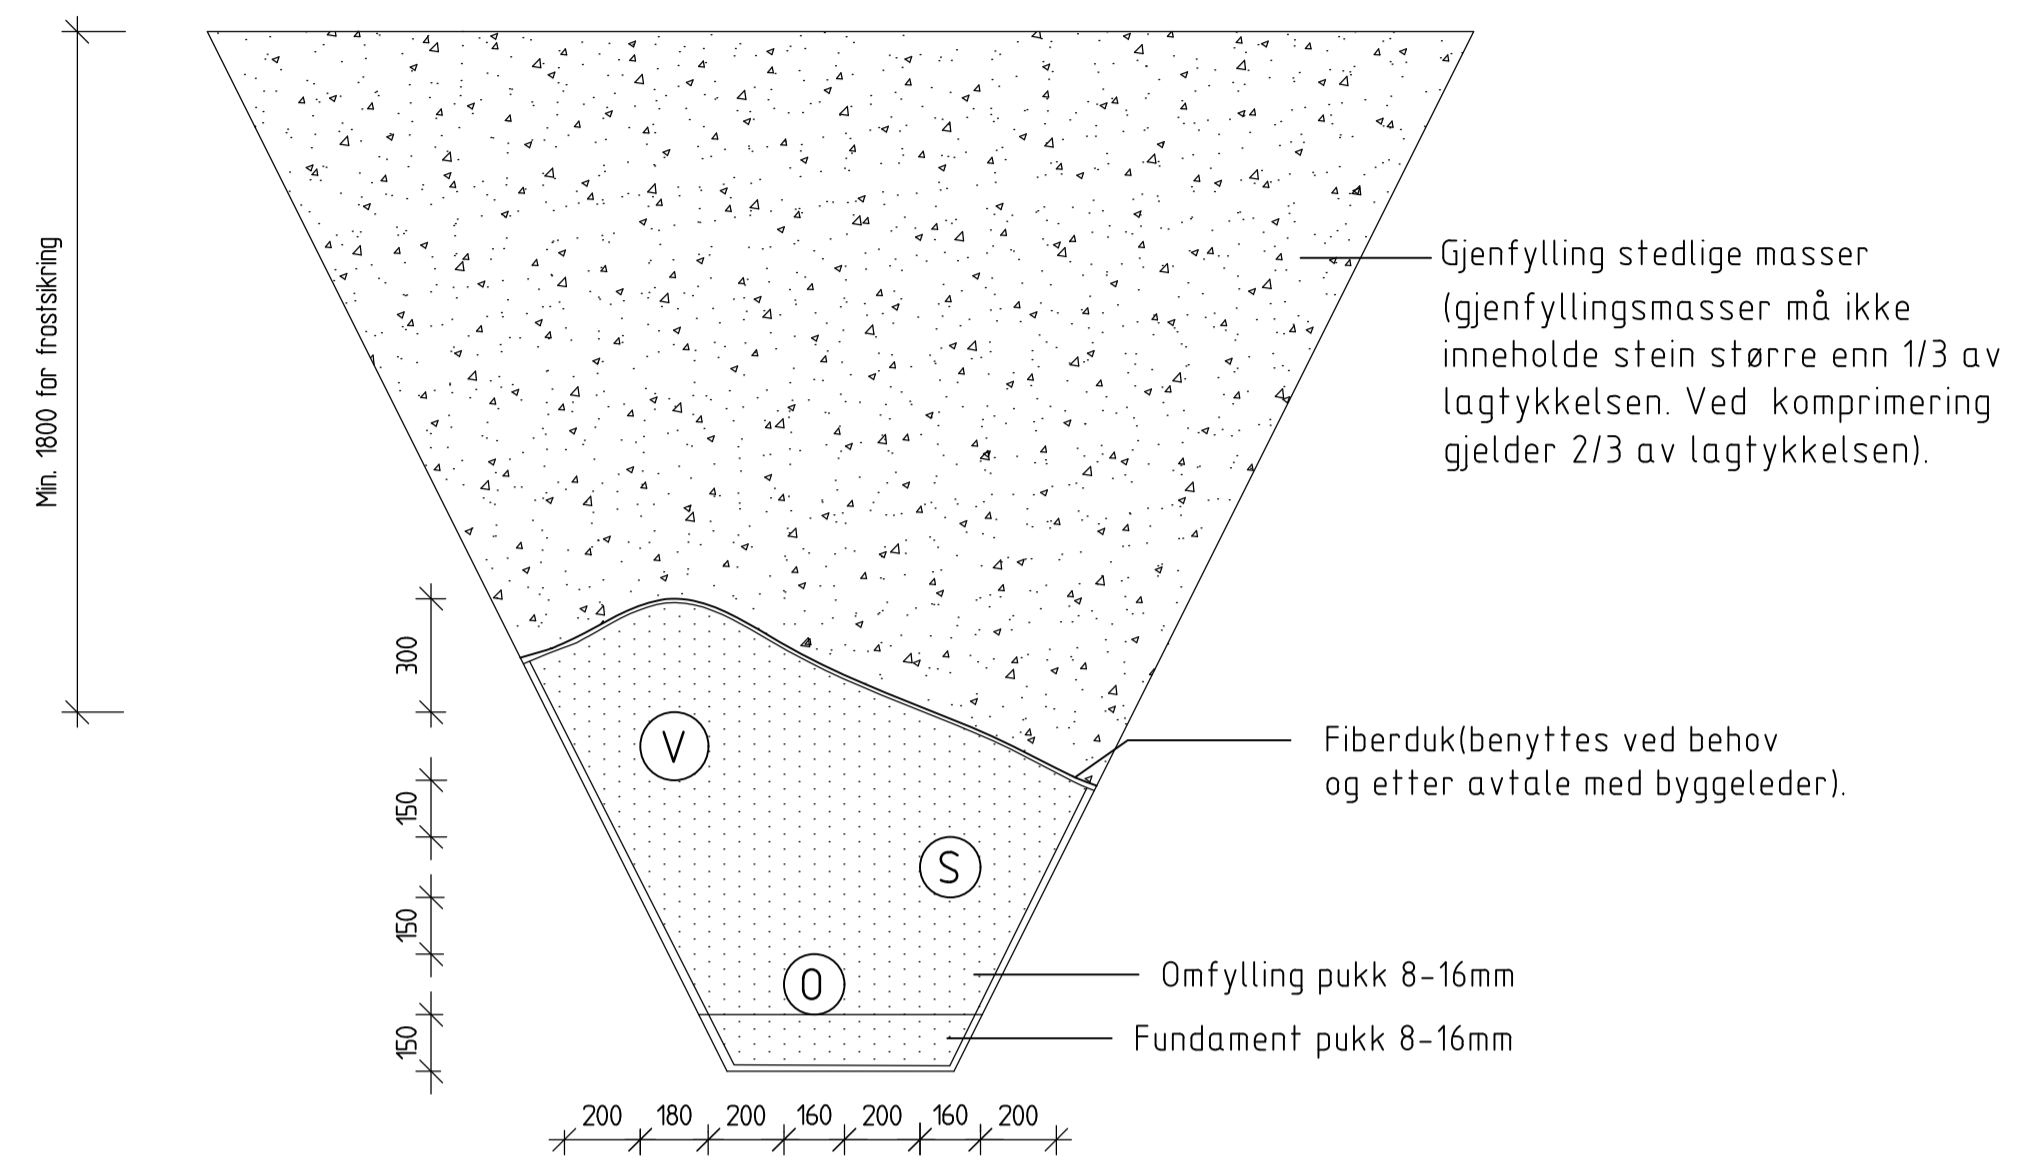 Min. 1800 for frostsikring
Gjenfylling stedlige masser
(gjenfyllingsmasser må ikke
inneholde stein større enn 1/3 av
lagtykkelsen. Ved komprimering
gjelder 2/3 av lagtykkelsen).
300
V
Fiberduk(benyttes ved behov
og etter avtale med byggeleder).
150
S
150
O
Omfylling pukk 8-16mm
150
Fundament pukk 8-16mm
200 180 200 160 200 160 200